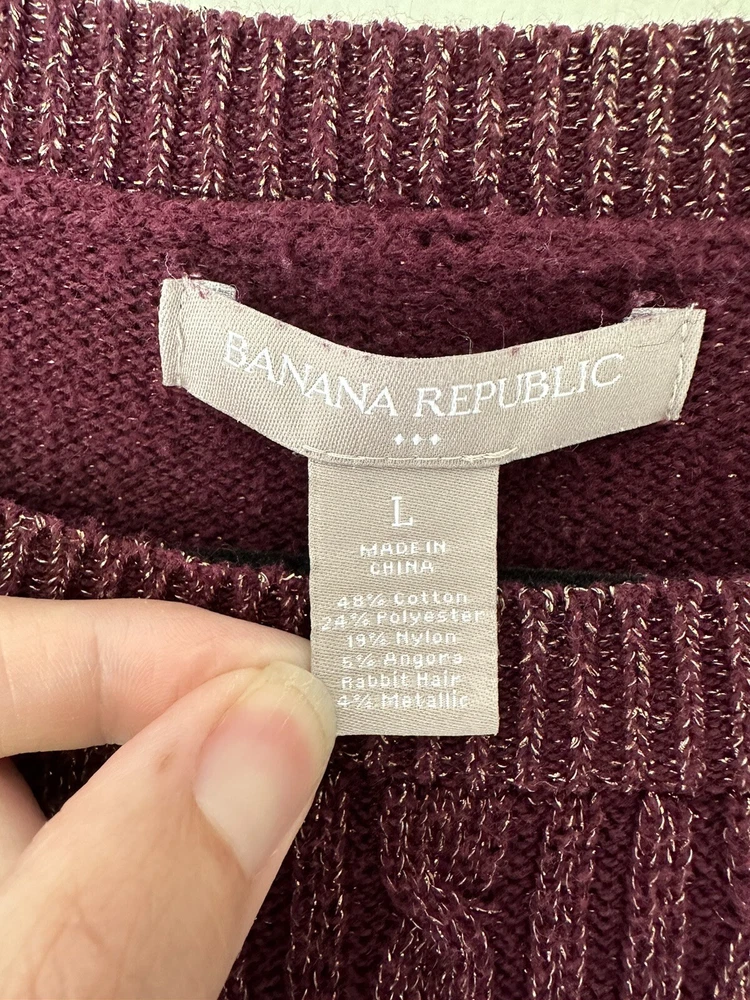 BANANA REPUBLIC
L
MADE IN
CHINA
48% Cotton
24% Polyester
19% Nylon
5% Angora
Rabbit Hair
4% Metallic